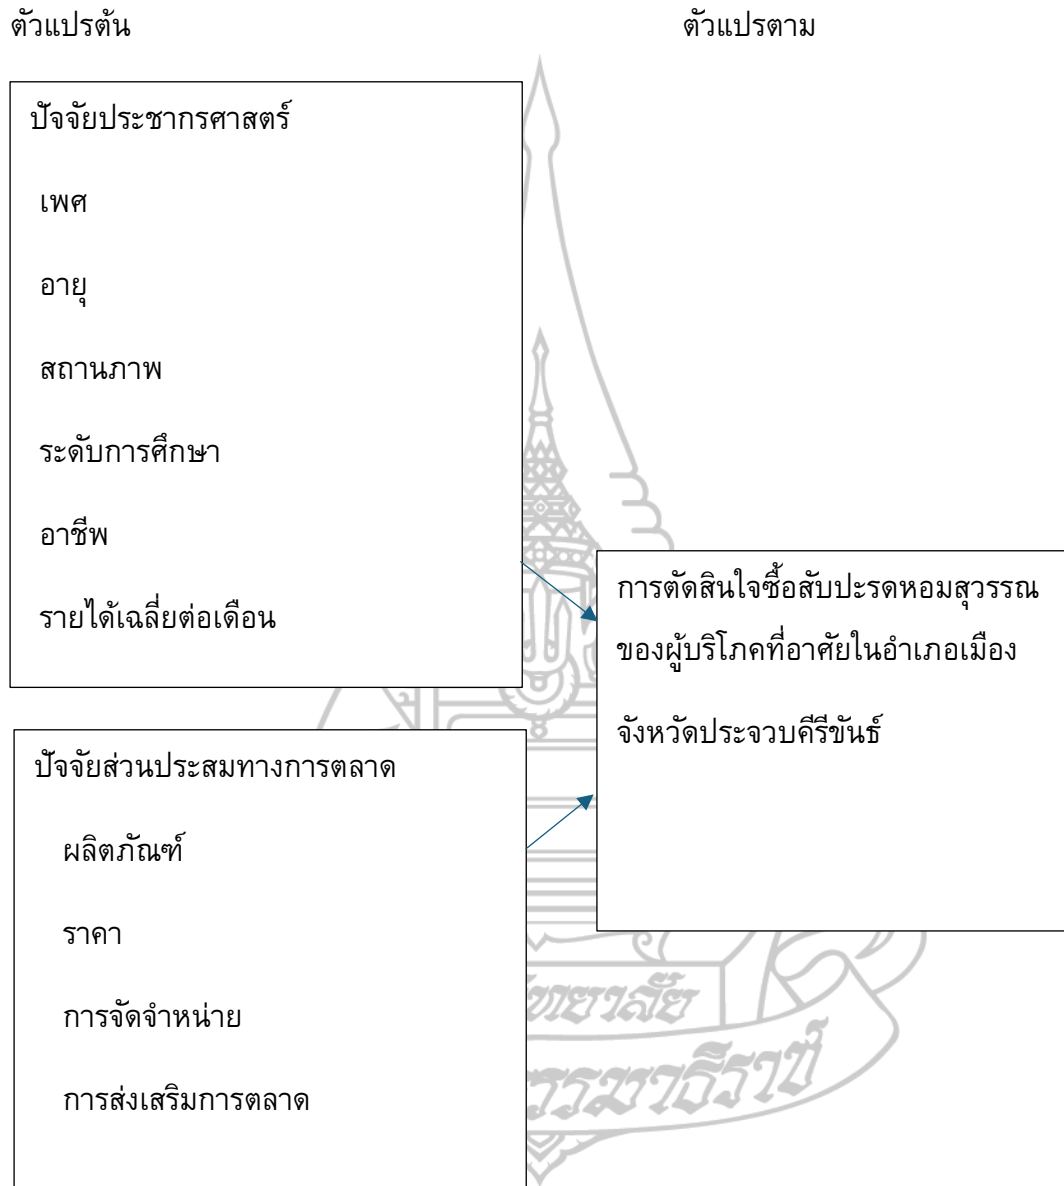 ตัวแปรต้น
ตัวแปรตาม
ปัจจัยประชากรศาสตร์
เพศ
อายุ
สถานภาพ
ระดับการศึกษา
อาชีพ
รายได้เฉลี่ยต่อเดือน
การตัดสินใจซื้อสับปะรดหอมสุวรรณ
ของผู้บริโภคที่อาศัยในอำเภอเมือง
จังหวัดประจวบคีรีขันธ์
ปัจจัยส่วนประสมทางการตลาด
ผลิตภัณฑ์
ราคา
การจัดจำหน่าย
การส่งเสริมการตลาด